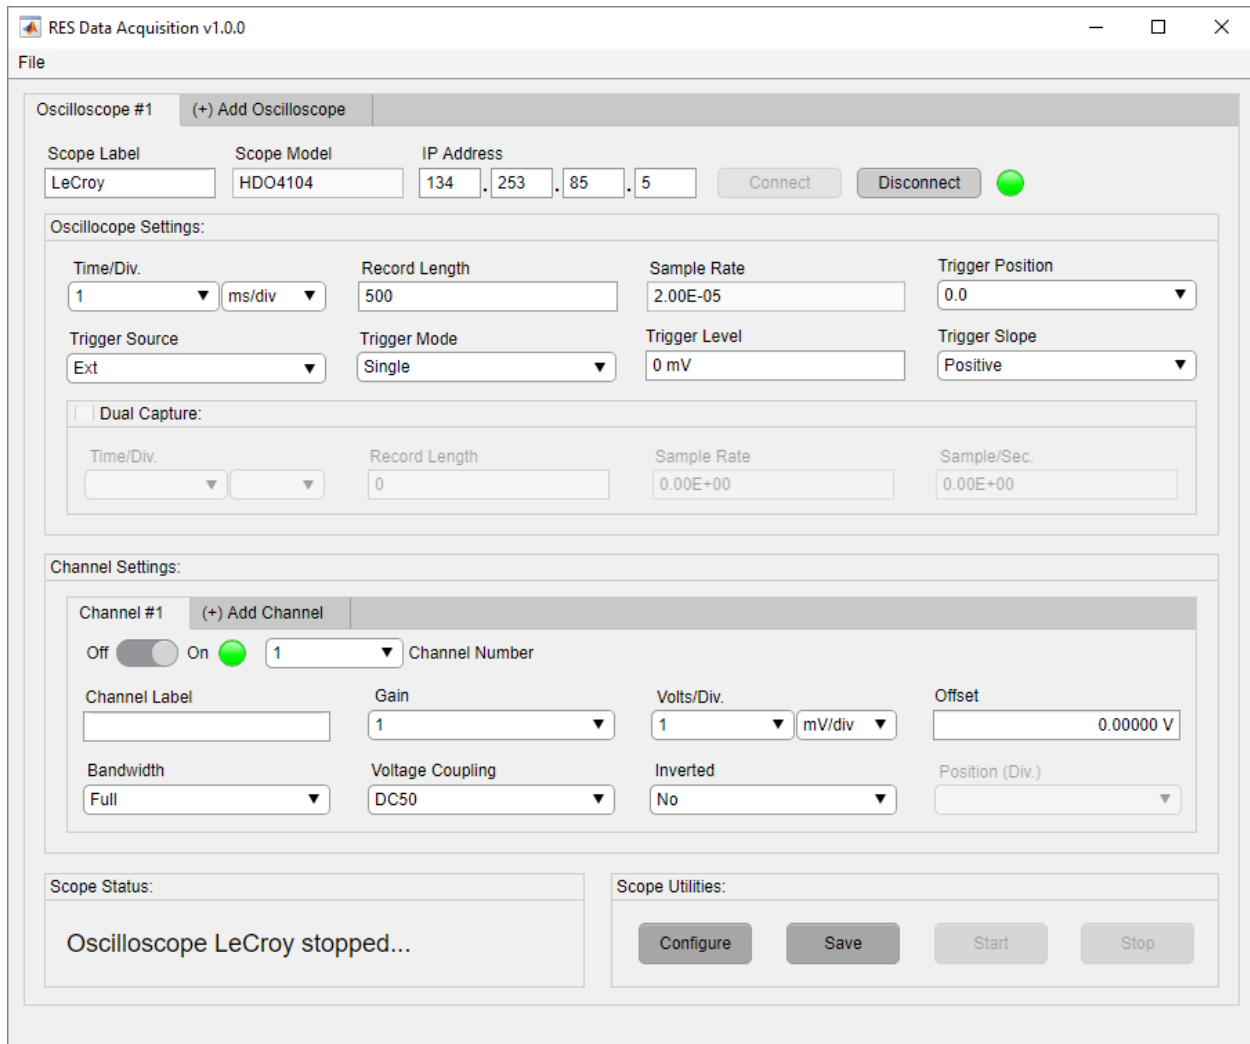 RES Data Acquisition v1.0.0
File
Oscilloscope #1 (+) Add Oscilloscope
Scope Label Scope Model IP Address
LeCroy HDO4104 134 . 253 . 85 . 5 Connect Disconnect
Oscillocope Settings:
Time/Div. Record Length Sample Rate Trigger Position
1 ms/div 500 2.00E-05 0.0
Trigger Source Trigger Mode Trigger Level Trigger Slope
Ext Single 0 mV Positive
Dual Capture:
Time/Div. Record Length Sample Rate Sample/Sec.
0 0.00E+00 0.00E+00
Channel Settings:
Channel #1 (+) Add Channel
Off On 1 Channel Number
Channel Label Gain Volts/Div. Offset
1 1 mV/div 0.00000 V
Bandwidth Voltage Coupling Inverted Position (Div.)
Full DC50 No
Scope Status: Scope Utilities:
Oscilloscope LeCroy stopped... Configure Save Start Stop